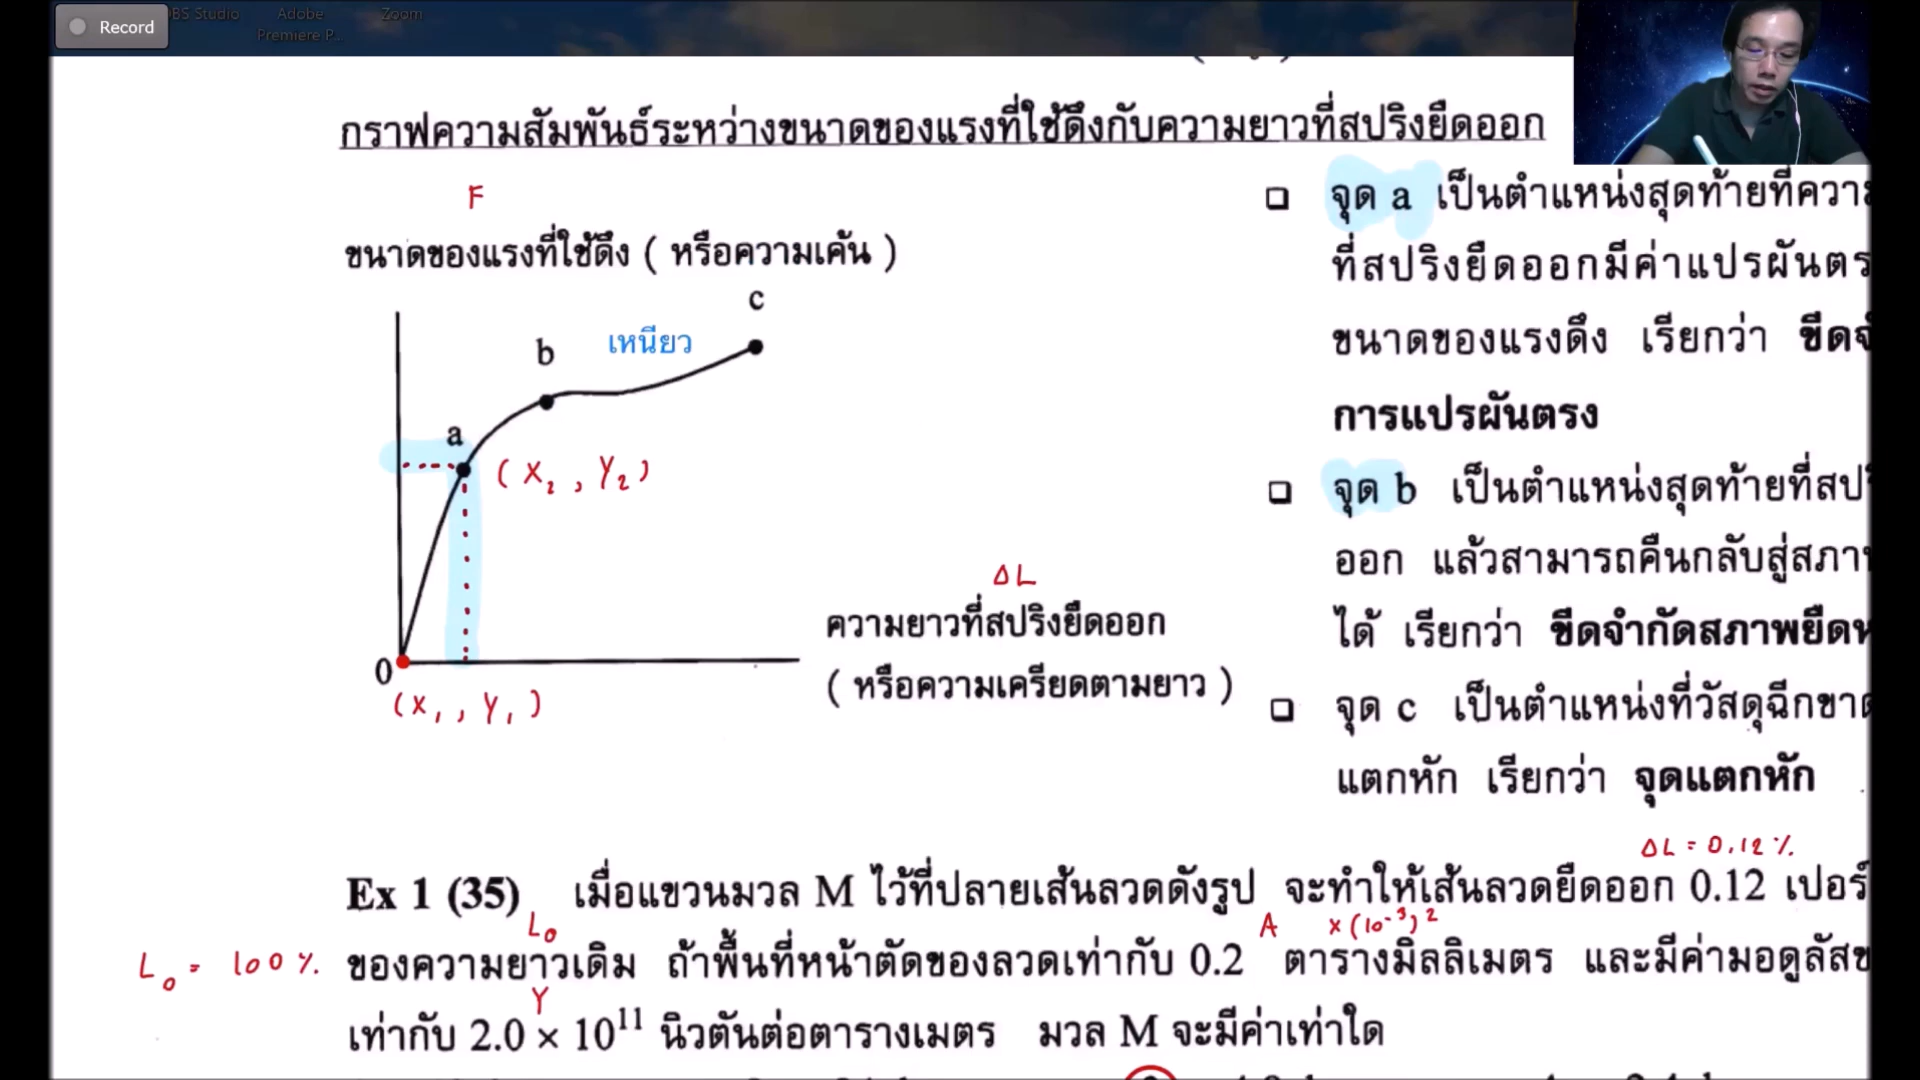 Record
OBS Studio
Adobe
Premiere P...
Zoom
กราฟความสัมพันธ์ระหว่างขนาดของแรงที่ใช้ดึงกับความยาวที่สปริงยืดออก
F
ขนาดของแรงที่ใช้ดึง ( หรือความเค้น )
c
b
เหนียว
a
(X₂ , Y₂)
ΔL
ความยาวที่สปริงยืดออก
( หรือความเครียดตามยาว )
0
(X₁ , Y₁)
❑ จุด a เป็นตำแหน่งสุดท้ายที่ความ
ที่สปริงยืดออกมีค่าแปรผันตร
ขนาดของแรงดึง เรียกว่า ขีดจํ
การแปรผันตรง
❑ จุด b เป็นตำแหน่งสุดท้ายที่สปริ
ออก แล้วสามารถคืนกลับสู่สภา
ได้ เรียกว่า ขีดจำกัดสภาพยืดห
❑ จุด c เป็นตำแหน่งที่วัสดุฉีกขาด
แตกหัก เรียกว่า จุดแตกหัก
ΔL = 0.12 %
Ex 1 (35) เมื่อแขวนมวล M ไว้ที่ปลายเส้นลวดดังรูป จะทำให้เส้นลวดยืดออก 0.12 เปอร์
L₀ A ×(10⁻³)²
L₀ = 100 % ของความยาวเดิม ถ้าพื้นที่หน้าตัดของลวดเท่ากับ 0.2 ตารางมิลลิเมตร และมีค่ามอดูลัสข
Y
เท่ากับ 2.0 × 10¹¹ นิวตันต่อตารางเมตร มวล M จะมีค่าเท่าใด